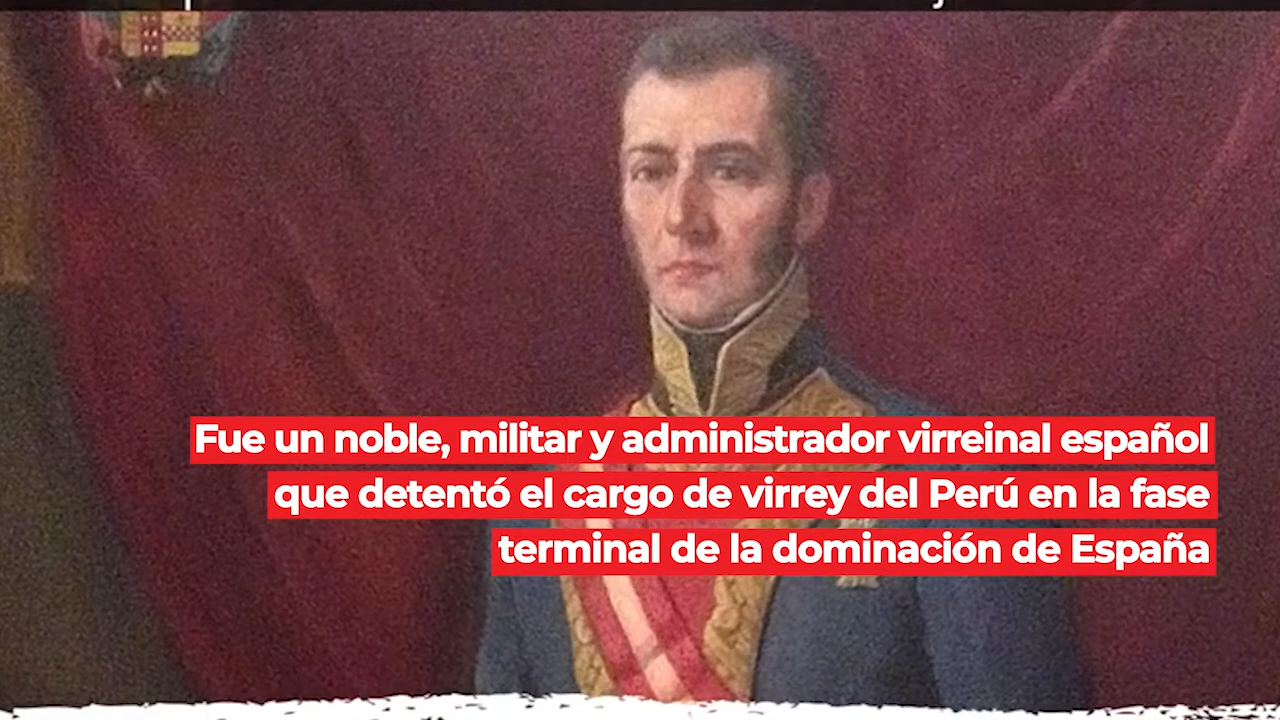 Fue un noble, militar y administrador virreinal español
que detentó el cargo de virrey del Perú en la fase
terminal de la dominación de España